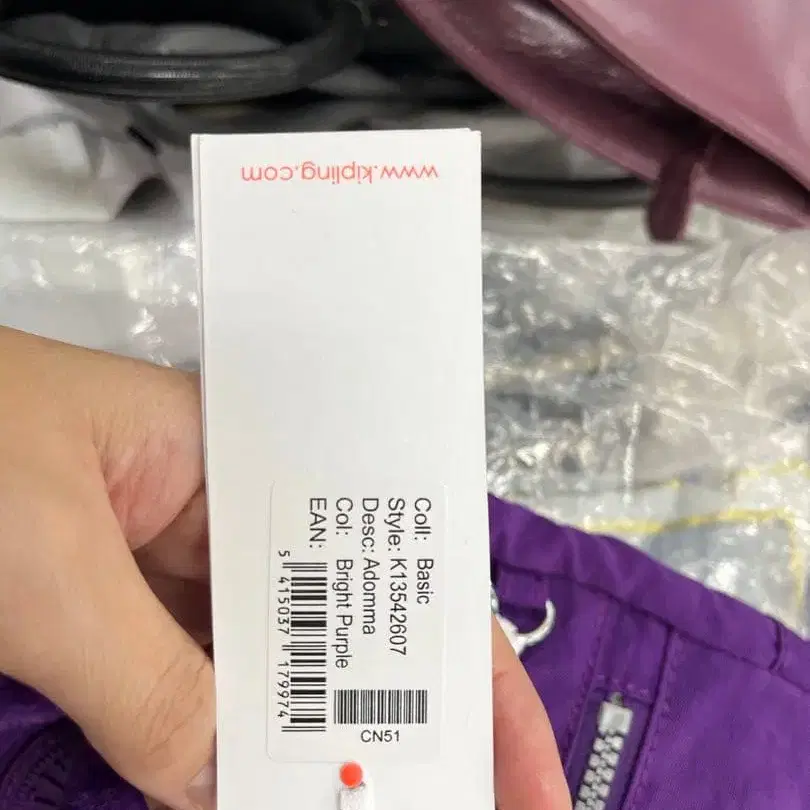 www.kipling.com
Coll: Basic
Style: K13542607
Desc: Adomma
Col: Bright Purple
EAN:
5 415037 179974
CN51